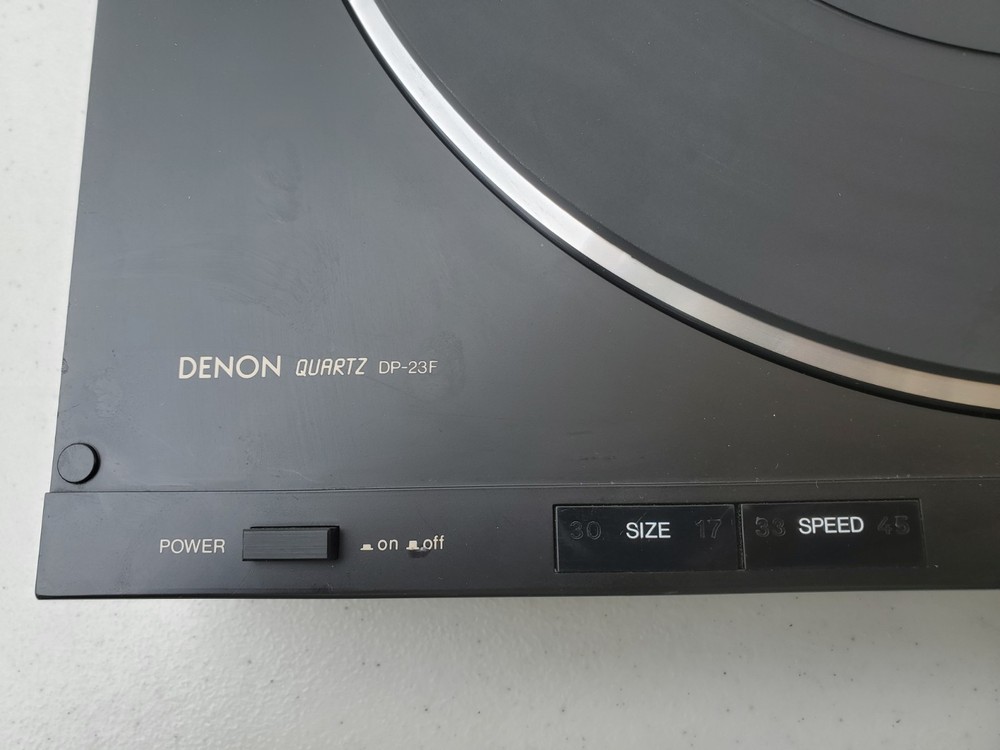 DENON QUARTZ DP-23F
POWER on off
30 SIZE 17 33 SPEED 45